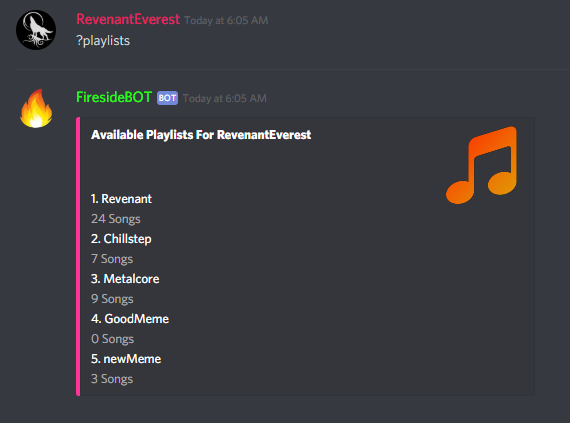 RevenantEverest Today at 6:05 AM
?playlists
FiresideBOT BOT Today at 6:05 AM
Available Playlists For RevenantEverest
1. Revenant
24 Songs
2. Chillstep
7 Songs
3. Metalcore
9 Songs
4. GoodMeme
0 Songs
5. newMeme
3 Songs